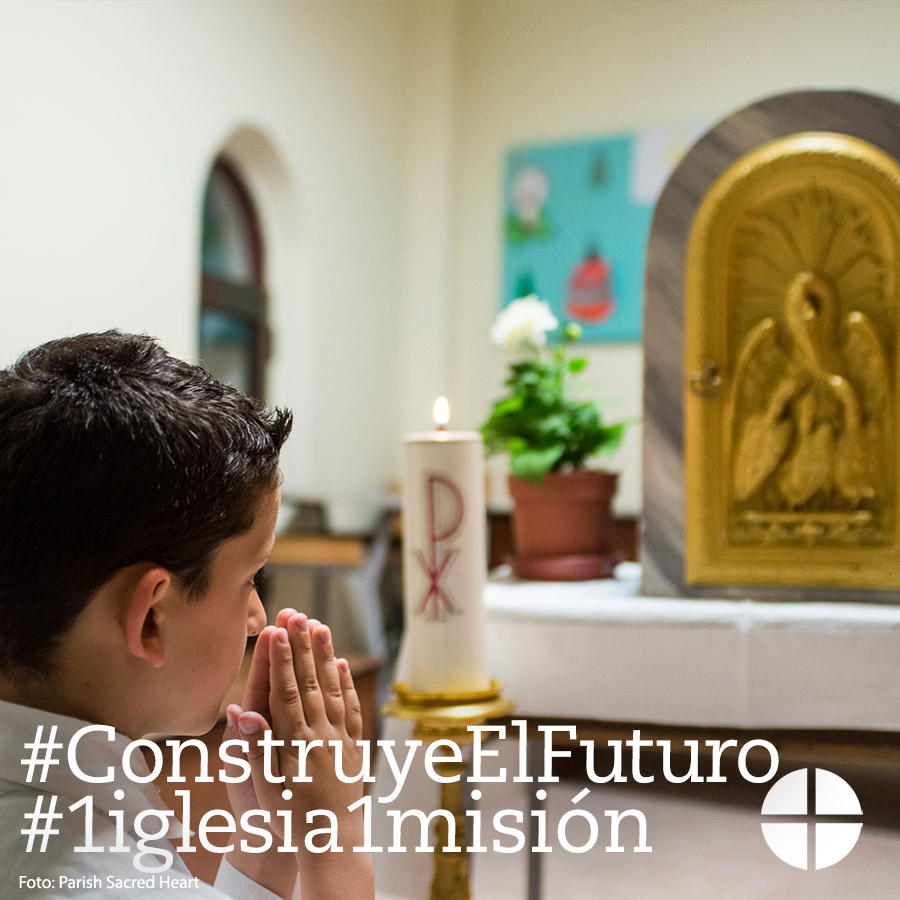 #ConstruyeElFuturo
#1iglesia1misión
Foto: Parish Sacred Heart